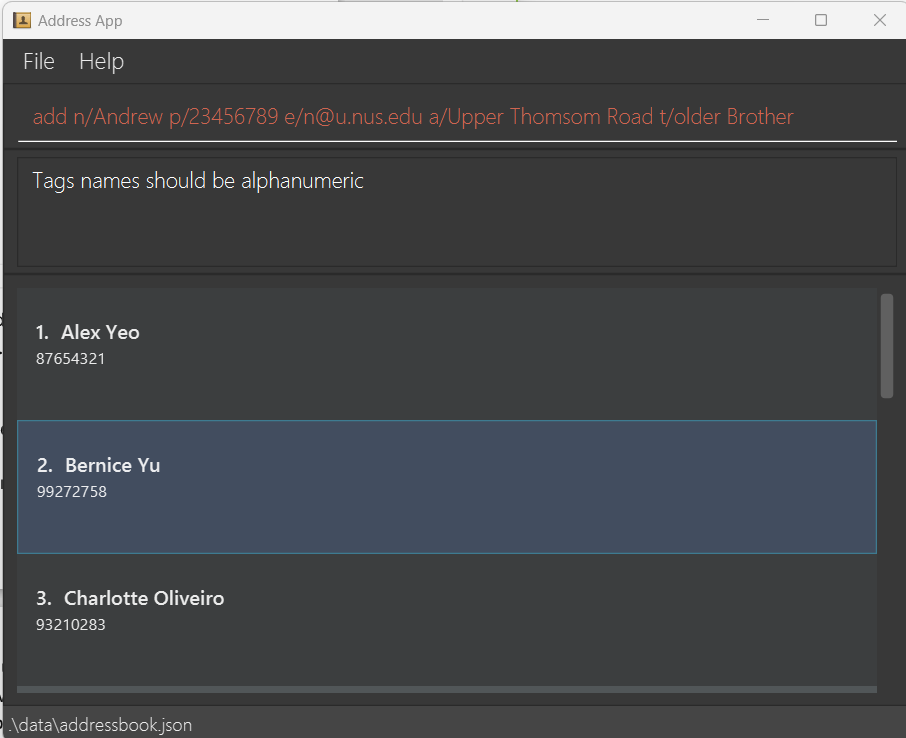 Address App
File Help
add n/Andrew p/23456789 e/n@u.nus.edu a/Upper Thomsom Road t/older Brother
Tags names should be alphanumeric
1. Alex Yeo
87654321
2. Bernice Yu
99272758
3. Charlotte Oliveiro
93210283
.\data\addressbook.json